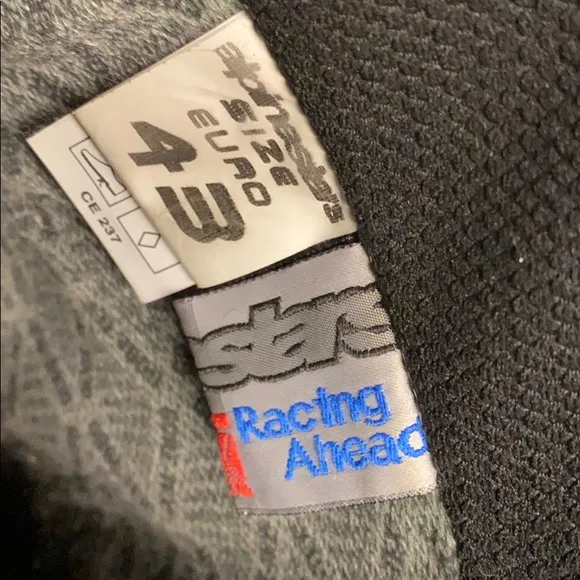 alpinestars
SIZE
EURO
43
CE 237
stars
Racing
Ahead